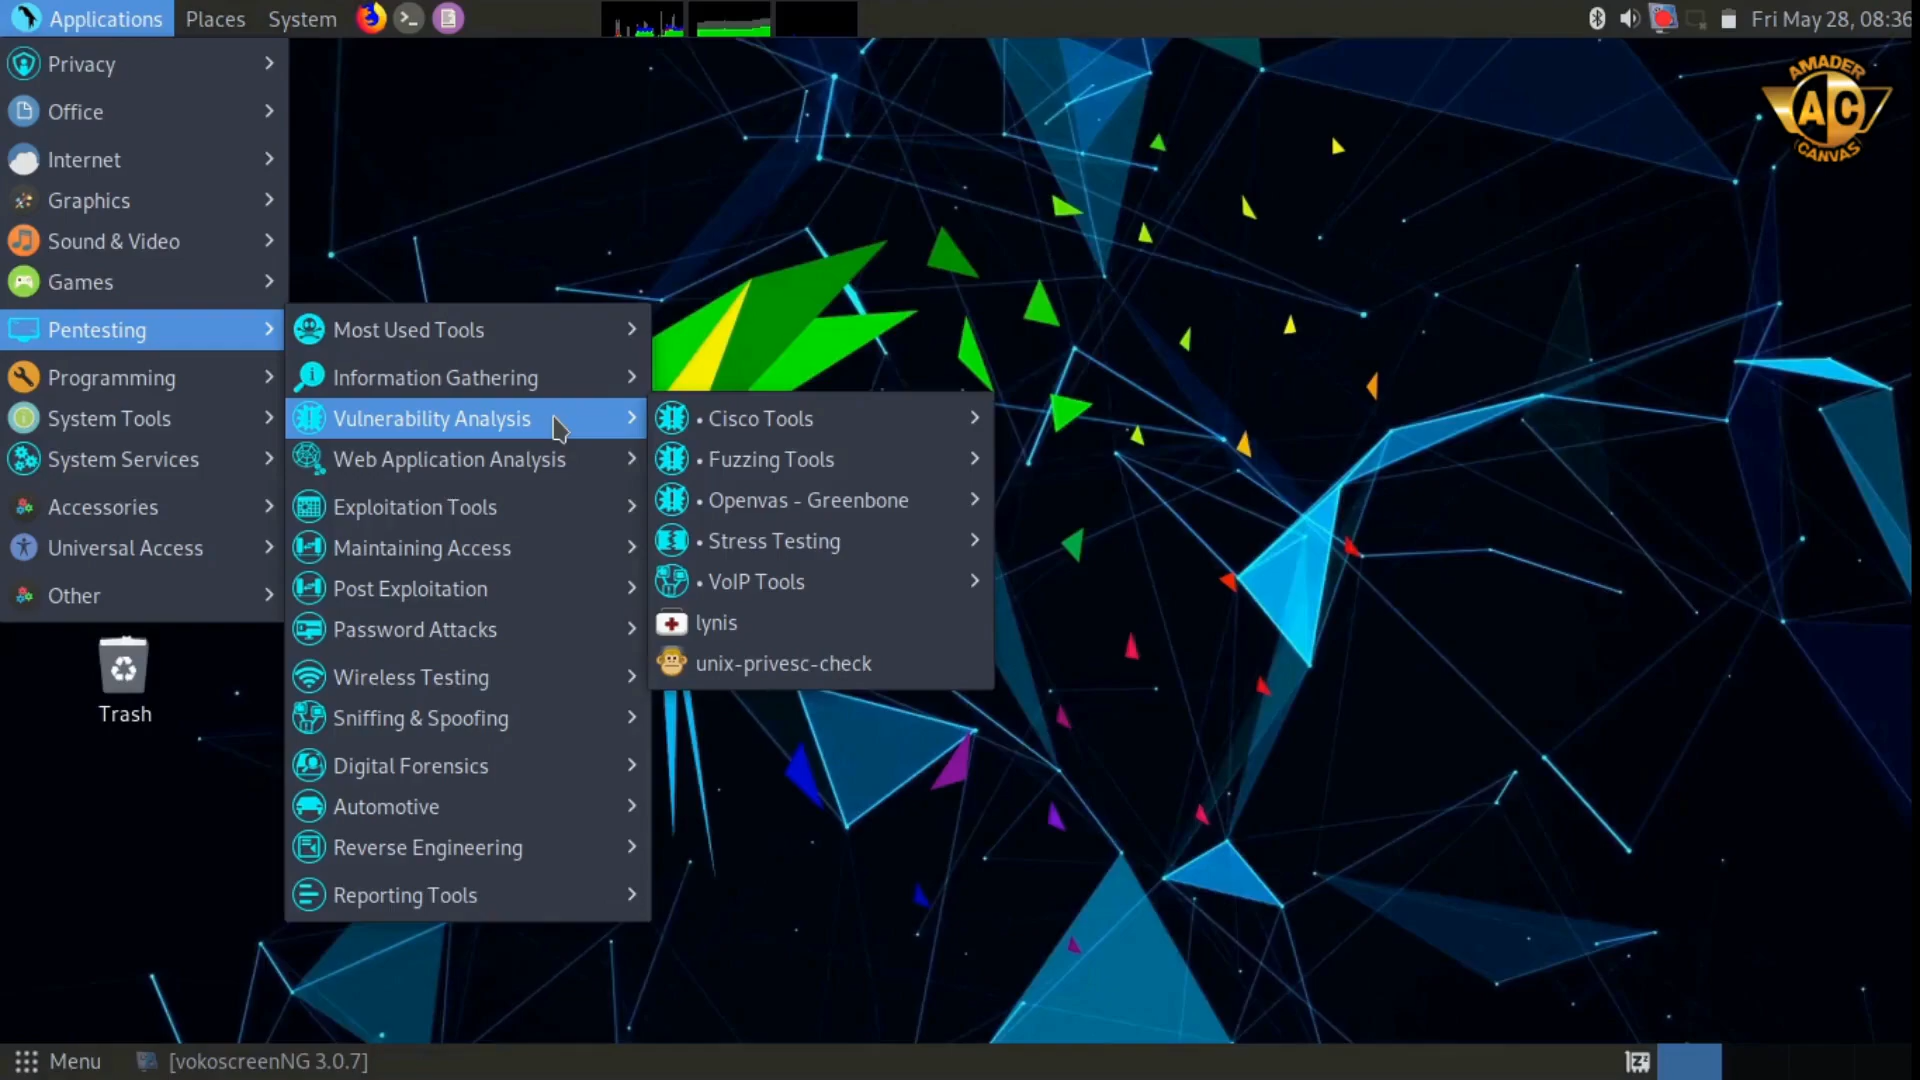 Applications Places System
Fri May 28, 08:36
AMADER
AC
CANVAS
Privacy
Office
Internet
Graphics
Sound & Video
Games
Pentesting
Programming
System Tools
System Services
Accessories
Universal Access
Other
Most Used Tools
Information Gathering
Vulnerability Analysis
Web Application Analysis
Exploitation Tools
Maintaining Access
Post Exploitation
Password Attacks
Wireless Testing
Sniffing & Spoofing
Digital Forensics
Automotive
Reverse Engineering
Reporting Tools
• Cisco Tools
• Fuzzing Tools
• Openvas - Greenbone
• Stress Testing
• VoIP Tools
lynis
unix-privesc-check
Trash
Menu [vokoscreenNG 3.0.7]